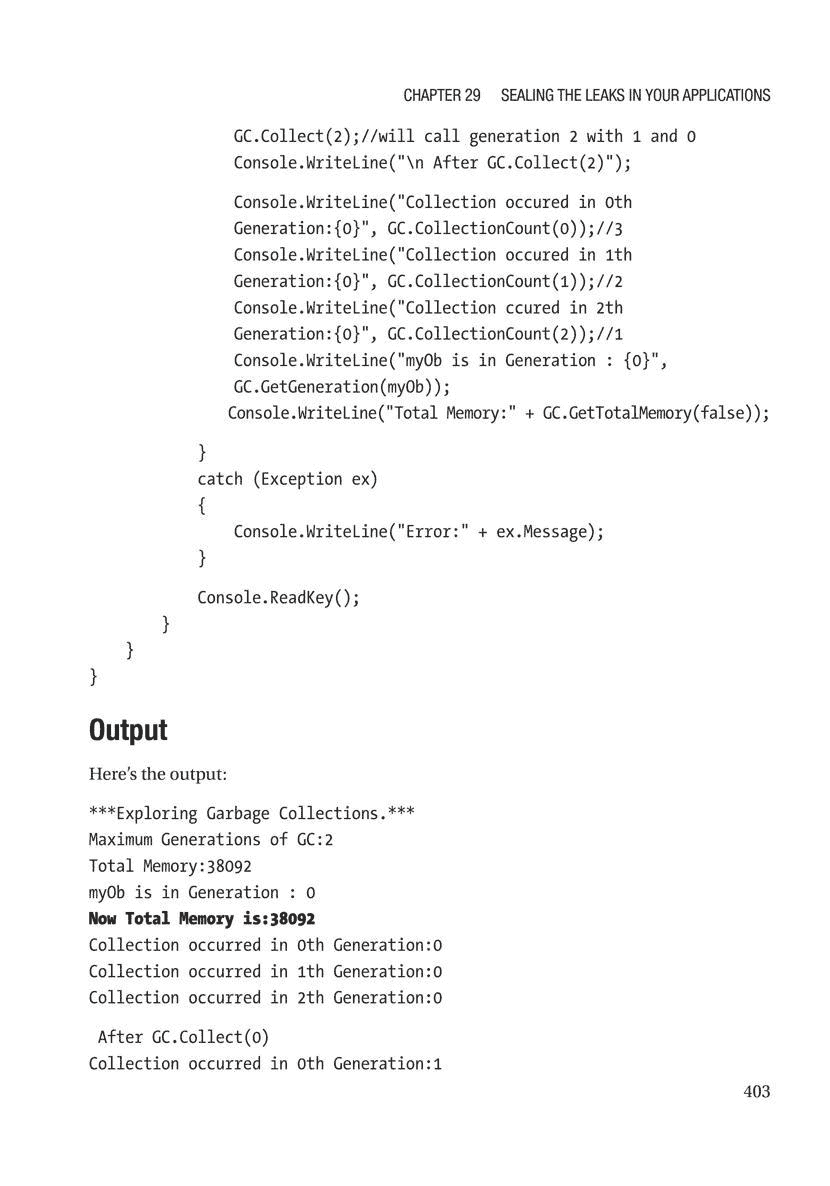 CHAPTER 29 SEALING THE LEAKS IN YOUR APPLICATIONS
GC.Collect(2);//will call generation 2 with 1 and 0
Console.WriteLine("\n After GC.Collect(2)");
Console.WriteLine("Collection occured in 0th
Generation:{0}", GC.CollectionCount(0));//3
Console.WriteLine("Collection occured in 1th
Generation:{0}", GC.CollectionCount(1));//2
Console.WriteLine("Collection ccured in 2th
Generation:{0}", GC.CollectionCount(2));//1
Console.WriteLine("myOb is in Generation : {0}",
GC.GetGeneration(myOb));
Console.WriteLine("Total Memory:" + GC.GetTotalMemory(false));
}
catch (Exception ex)
{
Console.WriteLine("Error:" + ex.Message);
}
Console.ReadKey();
}
}
}
Output
Here's the output:
***Exploring Garbage Collections.***
Maximum Generations of GC:2
Total Memory:38092
myOb is in Generation : 0
Now Total Memory is:38092
Collection occurred in 0th Generation:0
Collection occurred in 1th Generation:0
Collection occurred in 2th Generation:0
After GC.Collect(0)
Collection occurred in 0th Generation:1
403